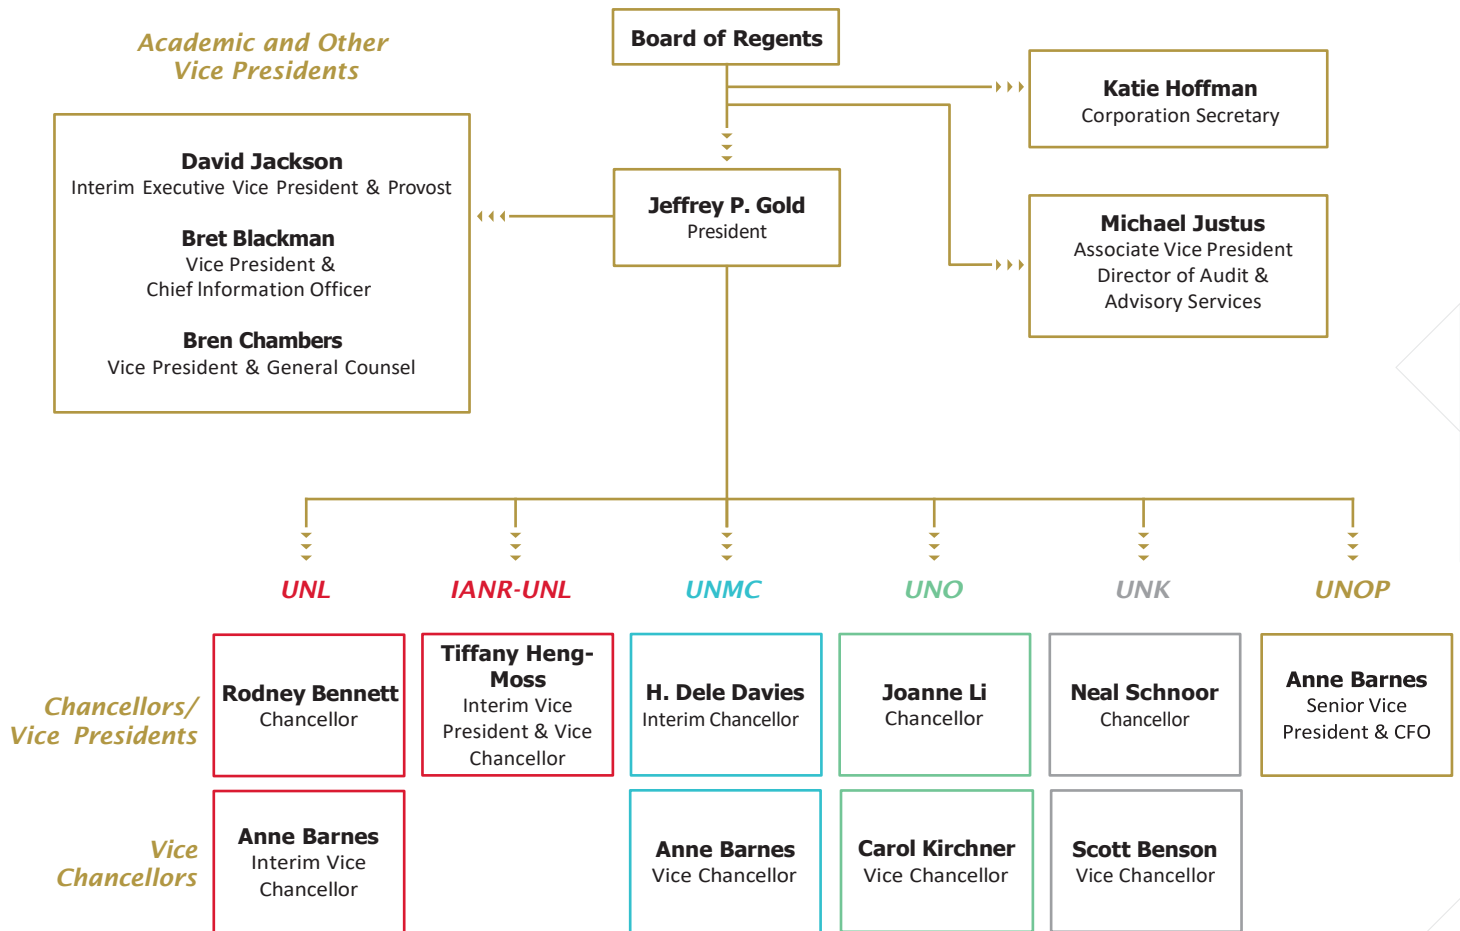 Academic and Other
Vice Presidents
Board of Regents
Katie Hoffman
Corporation Secretary
David Jackson
Interim Executive Vice President & Provost
Bret Blackman
Vice President &
Chief Information Officer
Bren Chambers
Vice President & General Counsel
Jeffrey P. Gold
President
Michael Justus
Associate Vice President
Director of Audit &
Advisory Services
UNL
IANR-UNL
UNMC
UNO
UNK
UNOP
Chancellors/
Vice Presidents
Rodney Bennett
Chancellor
Tiffany Heng-
Moss
Interim Vice
President & Vice
Chancellor
H. Dele Davies
Interim Chancellor
Joanne Li
Chancellor
Neal Schnoor
Chancellor
Anne Barnes
Senior Vice
President & CFO
Vice
Chancellors
Anne Barnes
Interim Vice
Chancellor
Anne Barnes
Vice Chancellor
Carol Kirchner
Vice Chancellor
Scott Benson
Vice Chancellor